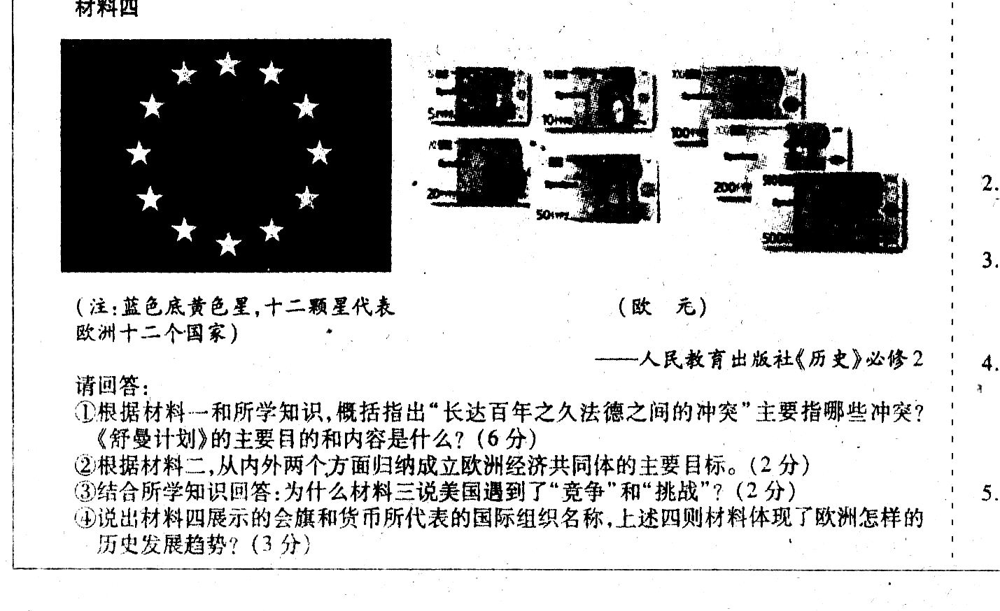 材料四
5
10
100
20
50
200
500
500
(注:蓝色底黄色星,十二颗星代表
欧洲十二个国家)
(欧 元)
——人民教育出版社《历史》必修2
请回答:
①根据材料一和所学知识,概括指出“长达百年之久法德之间的冲突”主要指哪些冲突?
《舒曼计划》的主要目的和内容是什么?(6分)
②根据材料二,从内外两个方面归纳成立欧洲经济共同体的主要目标。(2分)
③结合所学知识回答:为什么材料三说美国遇到了“竞争”和“挑战”?(2分)
④说出材料四展示的会旗和货币所代表的国际组织名称,上述四则材料体现了欧洲怎样的
历史发展趋势?(3分)
2.
3.
4.
5.